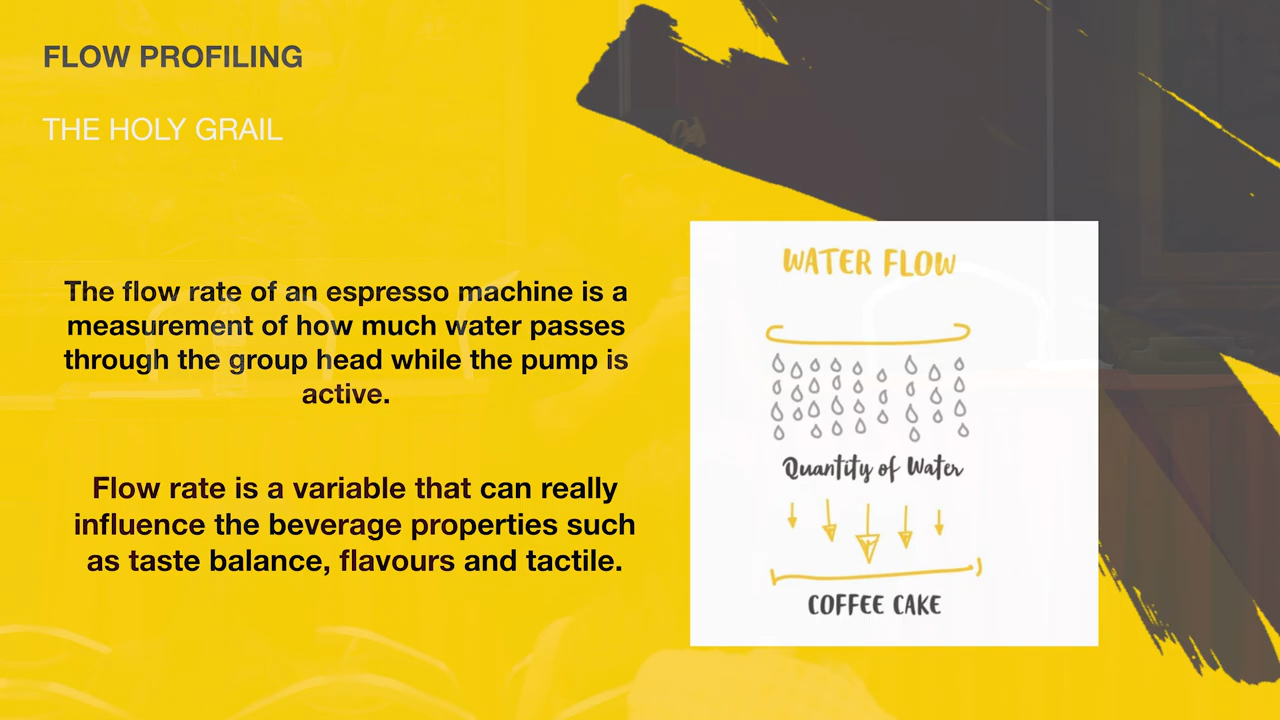 FLOW PROFILING
THE HOLY GRAIL
The flow rate of an espresso machine is a
measurement of how much water passes
through the group head while the pump is
active.
Flow rate is a variable that can really
influence the beverage properties such
as taste balance, flavours and tactile.
WATER FLOW
Quantity of Water
COFFEE CAKE